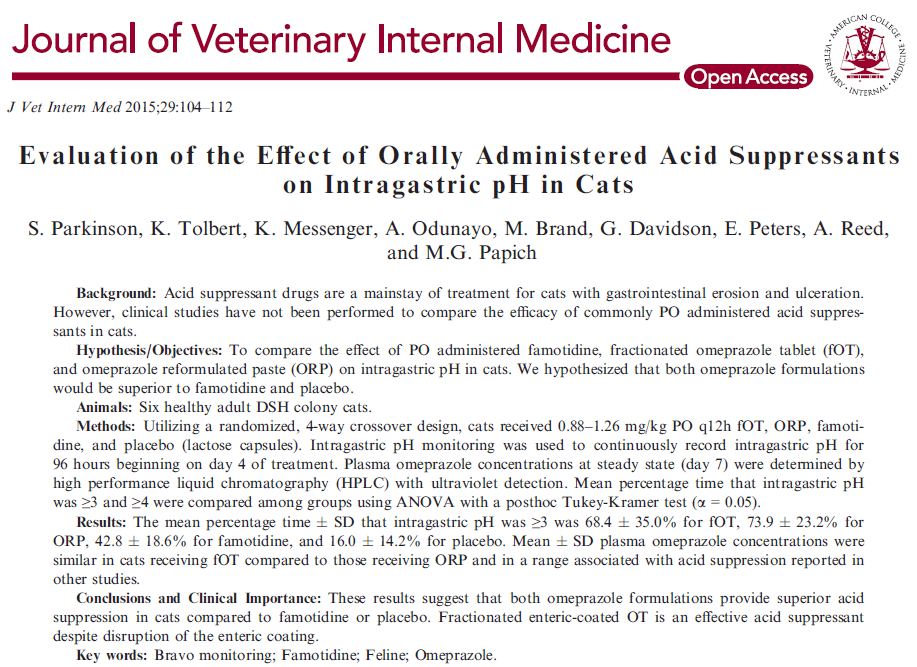 Journal of Veterinary Internal Medicine
AMERICAN COLLEGE
VETERINARY INTERNAL MEDICINE
Open Access
J Vet Intern Med 2015;29:104–112
Evaluation of the Effect of Orally Administered Acid Suppressants
on Intragastric pH in Cats
S. Parkinson, K. Tolbert, K. Messenger, A. Odunayo, M. Brand, G. Davidson, E. Peters, A. Reed,
and M.G. Papich
Background: Acid suppressant drugs are a mainstay of treatment for cats with gastrointestinal erosion and ulceration.
However, clinical studies have not been performed to compare the efficacy of commonly PO administered acid suppres-
sants in cats.
Hypothesis/Objectives: To compare the effect of PO administered famotidine, fractionated omeprazole tablet (fOT),
and omeprazole reformulated paste (ORP) on intragastric pH in cats. We hypothesized that both omeprazole formulations
would be superior to famotidine and placebo.
Animals: Six healthy adult DSH colony cats.
Methods: Utilizing a randomized, 4-way crossover design, cats received 0.88–1.26 mg/kg PO q12h fOT, ORP, famoti-
dine, and placebo (lactose capsules). Intragastric pH monitoring was used to continuously record intragastric pH for
96 hours beginning on day 4 of treatment. Plasma omeprazole concentrations at steady state (day 7) were determined by
high performance liquid chromatography (HPLC) with ultraviolet detection. Mean percentage time that intragastric pH
was ≥3 and ≥4 were compared among groups using ANOVA with a posthoc Tukey-Kramer test (α = 0.05).
Results: The mean percentage time ± SD that intragastric pH was ≥3 was 68.4 ± 35.0% for fOT, 73.9 ± 23.2% for
ORP, 42.8 ± 18.6% for famotidine, and 16.0 ± 14.2% for placebo. Mean ± SD plasma omeprazole concentrations were
similar in cats receiving fOT compared to those receiving ORP and in a range associated with acid suppression reported in
other studies.
Conclusions and Clinical Importance: These results suggest that both omeprazole formulations provide superior acid
suppression in cats compared to famotidine or placebo. Fractionated enteric-coated OT is an effective acid suppressant
despite disruption of the enteric coating.
Key words: Bravo monitoring; Famotidine; Feline; Omeprazole.